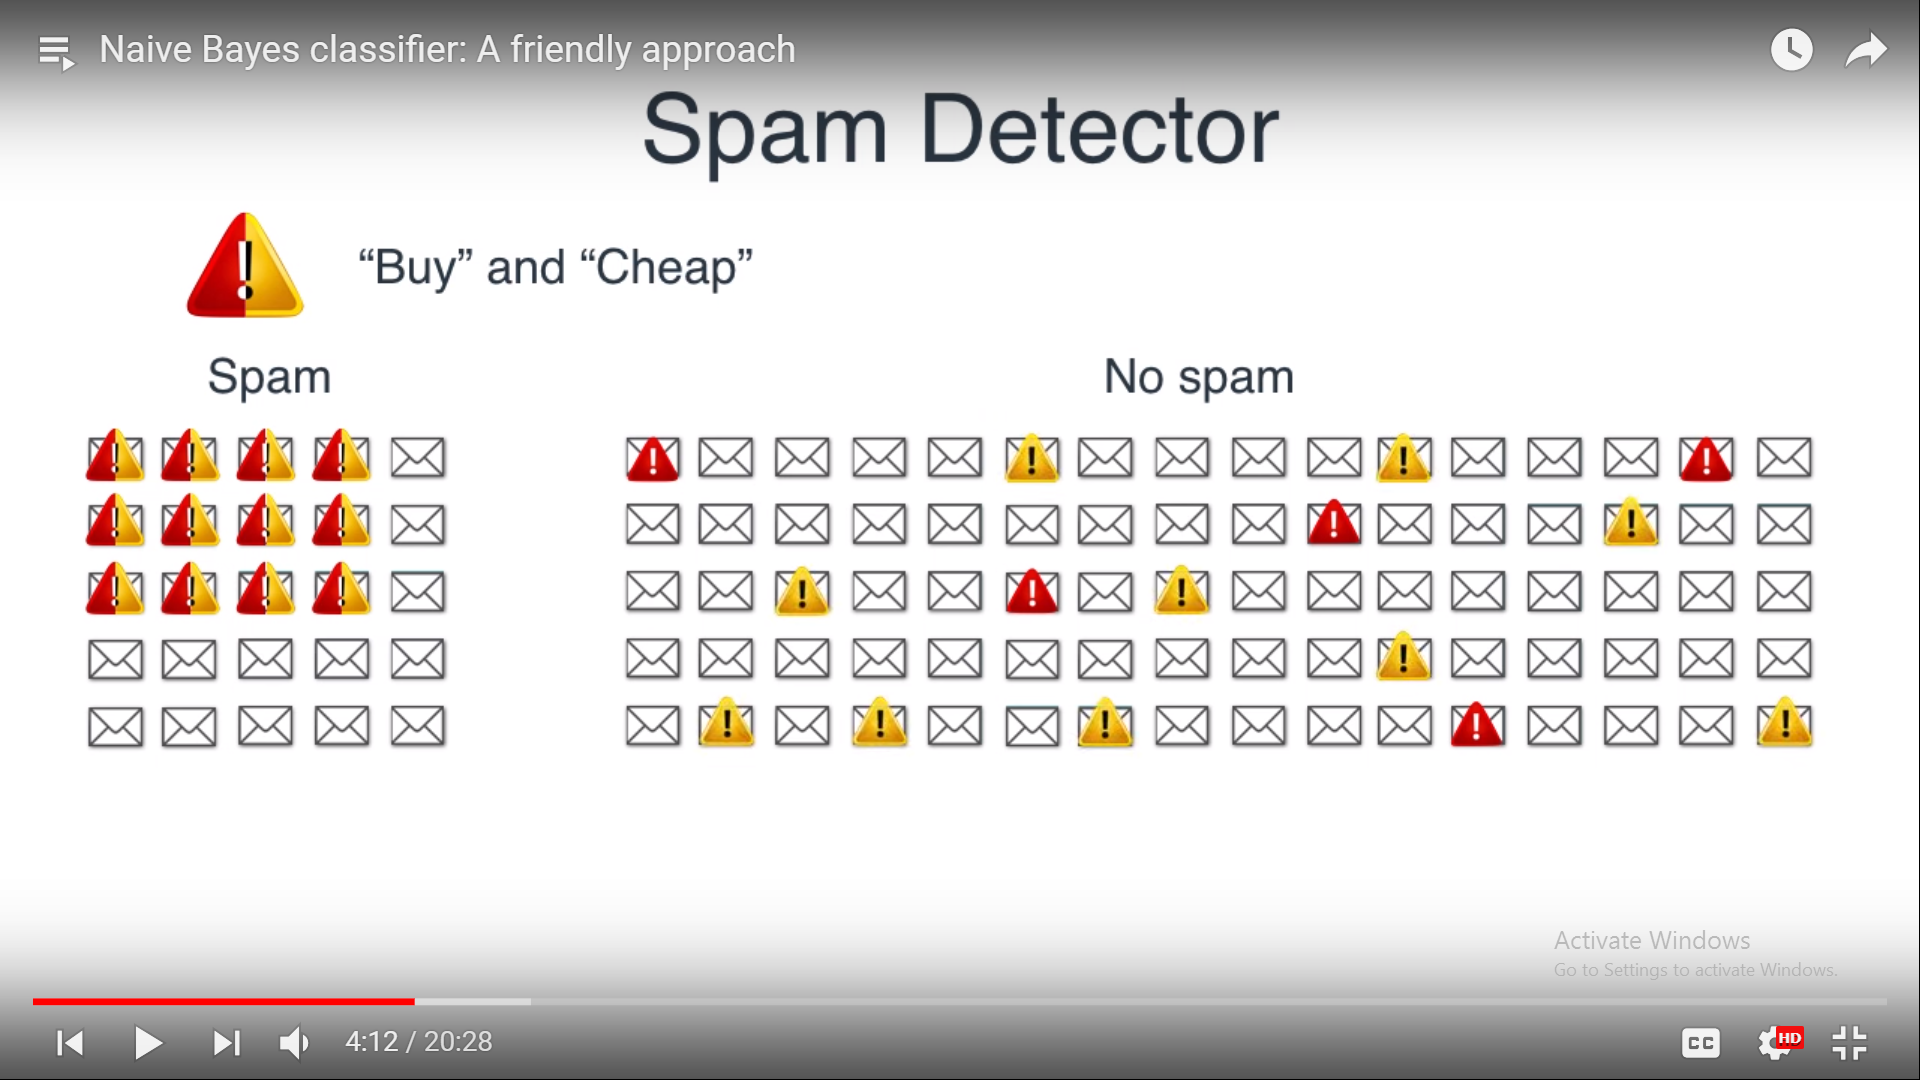 Naive Bayes classifier: A friendly approach
Spam Detector
“Buy” and “Cheap”
Spam
No spam
Activate Windows
Go to Settings to activate Windows.
4:12 / 20:28
CC
HD